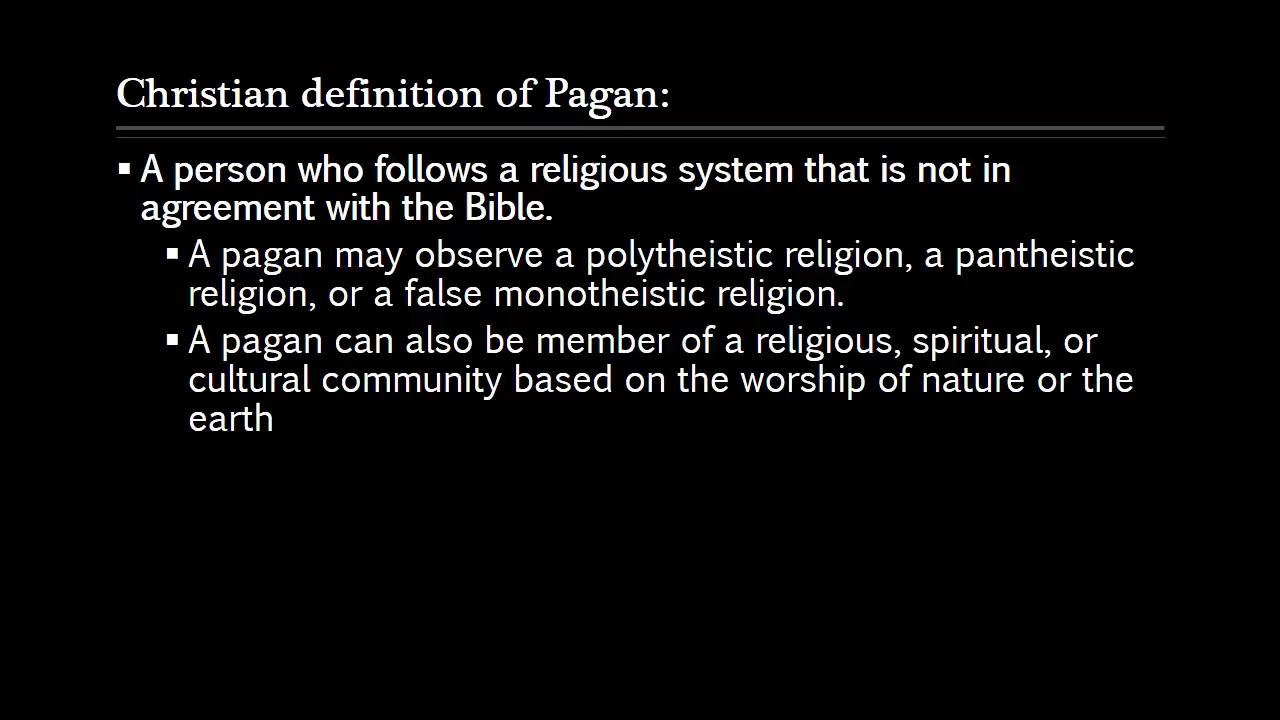 Christian definition of Pagan:
▪ A person who follows a religious system that is not in
agreement with the Bible.
▪ A pagan may observe a polytheistic religion, a pantheistic
religion, or a false monotheistic religion.
▪ A pagan can also be member of a religious, spiritual, or
cultural community based on the worship of nature or the
earth